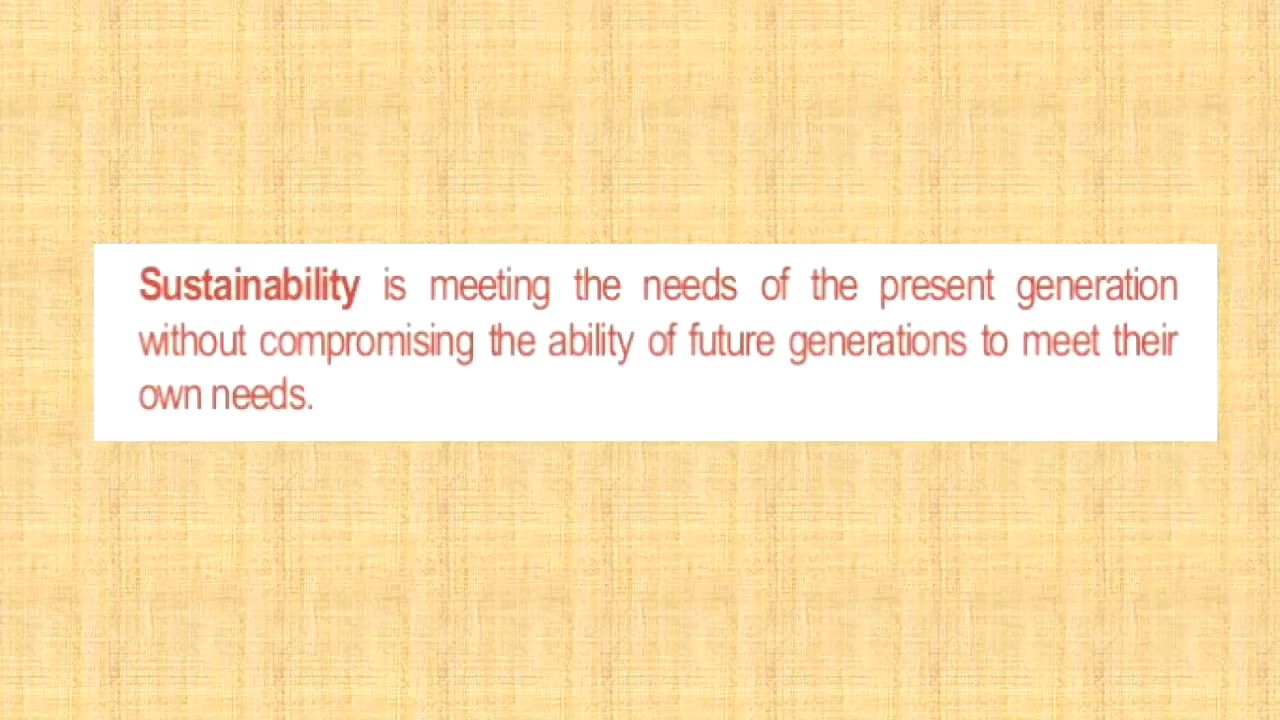 Sustainability is meeting the needs of the present generation
without compromising the ability of future generations to meet their
own needs.